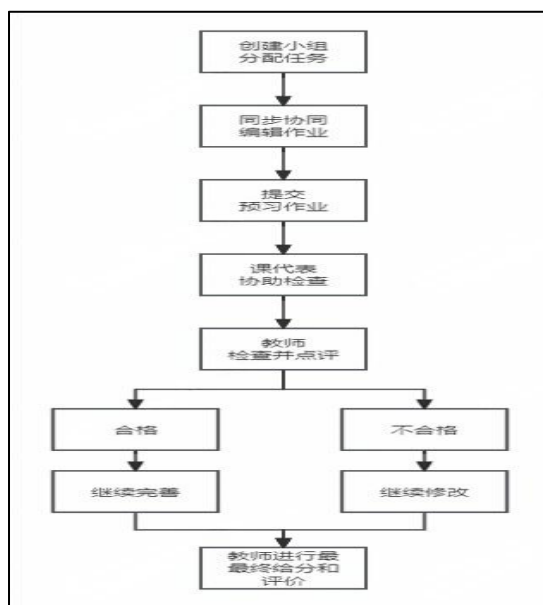 创建小组
分配任务
同步协同
编辑作业
提交
预习作业
课代表
协助检查
教师
检查并点评
合格
不合格
继续完善
继续修改
教师进行最
最终给分和
评价